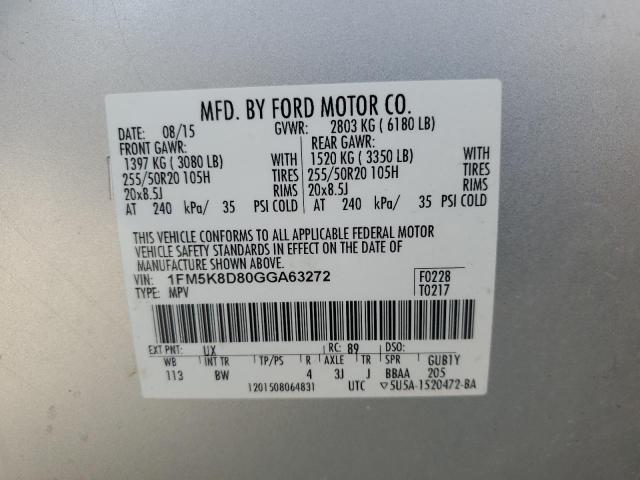 MFD. BY FORD MOTOR CO.
DATE: 08/15 GVWR: 2803 KG ( 6180 LB)
FRONT GAWR: REAR GAWR:
1397 KG ( 3080 LB) WITH 1520 KG ( 3350 LB) WITH
255/50R20 105H TIRES 255/50R20 105H TIRES
20x8.5J RIMS 20x8.5J RIMS
AT 240 kPa/ 35 PSI COLD AT 240 kPa/ 35 PSI COLD
THIS VEHICLE CONFORMS TO ALL APPLICABLE FEDERAL MOTOR
VEHICLE SAFETY STANDARDS IN EFFECT ON THE DATE OF
MANUFACTURE SHOWN ABOVE.
VIN: 1FM5K8D80GGA63272 F0228
TYPE: MPV T0217
EXT PNT: UX RC: 89 DSO:
WB INT TR TP/PS R AXLE TR SPR GUB1Y
113 BW 4 3J J BBAA 205
1201508064831 UTC ▽5U5A-1520472-BA